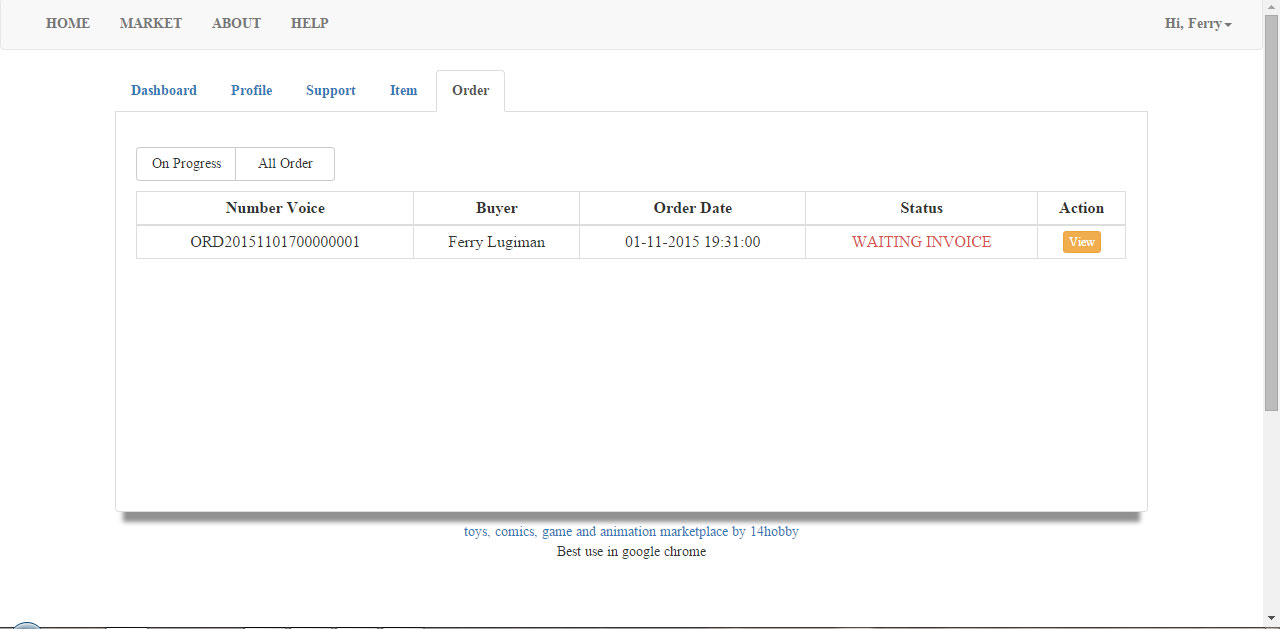 HOME MARKET ABOUT HELP Hi, Ferry
Dashboard Profile Support Item Order
On Progress All Order
Number Voice Buyer Order Date Status Action
ORD20151101700000001 Ferry Lugiman 01-11-2015 19:31:00 WAITING INVOICE View
toys, comics, game and animation marketplace by 14hobby
Best use in google chrome